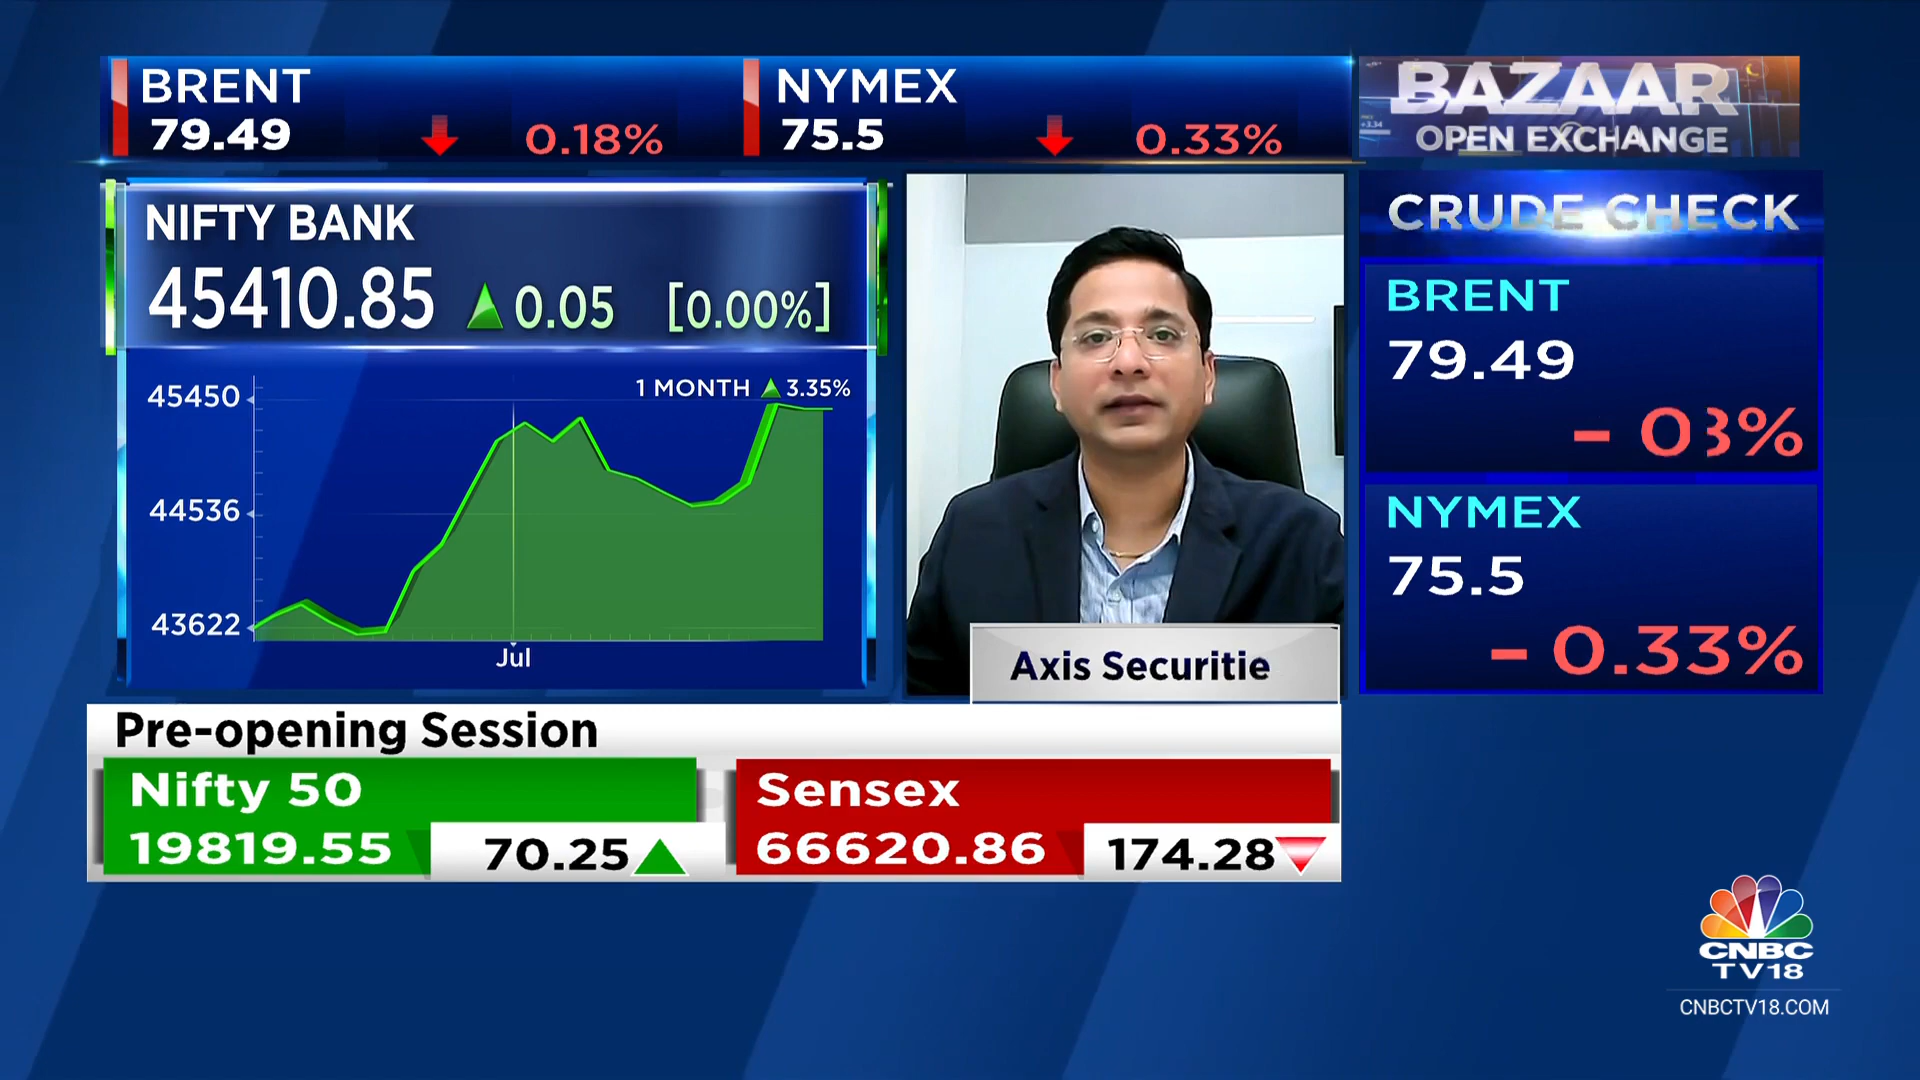 BRENT
79.49 0.18%
NYMEX
75.5 0.33%
BAZAAR
OPEN EXCHANGE
NIFTY BANK
45410.85 0.05 [0.00%]
1 MONTH 3.35%
45450
44536
43622
Jul
Axis Securitie
CRUDE CHECK
BRENT
79.49
NYMEX
75.5
- 0.33%
Pre-opening Session
Nifty 50
19819.55 70.25
Sensex
66620.86 174.28
CNBC
TV18
CNBCTV18.COM